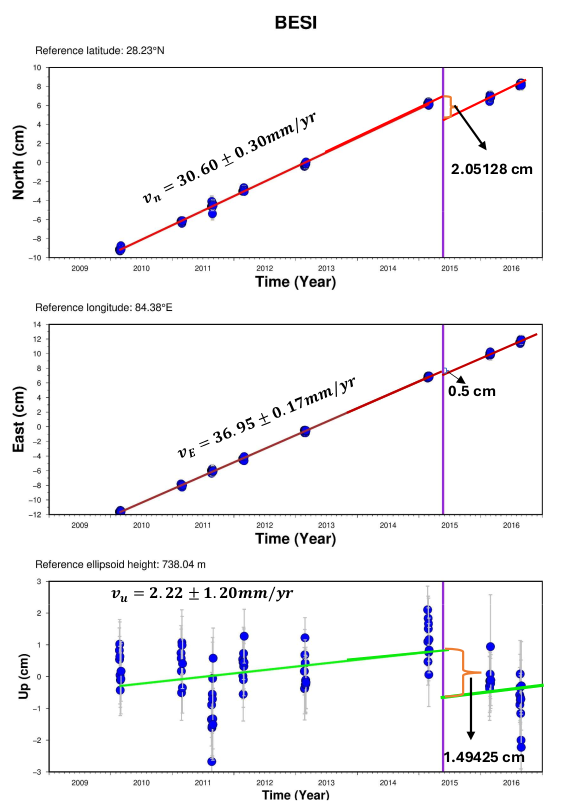 BESI
Reference latitude: 28.23°N
North (cm)
10
8
6
4
2
0
−2
−4
−6
−8
−10
v_n = 30.60 ± 0.30mm/yr
2.05128 cm
2009 2010 2011 2012 2013 2014 2015 2016
Time (Year)
Reference longitude: 84.38°E
East (cm)
14
12
10
8
6
4
2
0
−2
−4
−6
−8
−10
−12
v_E = 36.95 ± 0.17mm/yr
0.5 cm
2009 2010 2011 2012 2013 2014 2015 2016
Time (Year)
Reference ellipsoid height: 738.04 m
Up (cm)
3
2
1
0
−1
−2
−3
v_u = 2.22 ± 1.20mm/yr
1.49425 cm
2009 2010 2011 2012 2013 2014 2015 2016
Time (Year)